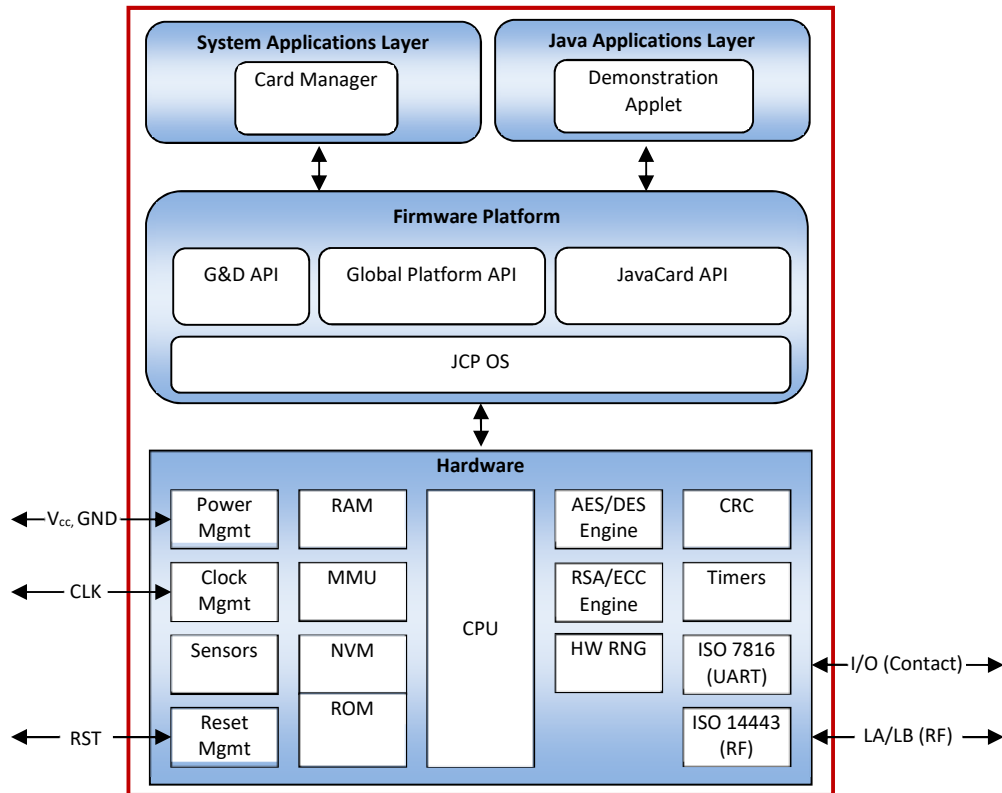 System Applications Layer
Card Manager
Java Applications Layer
Demonstration
Applet
Firmware Platform
G&D API
Global Platform API
JavaCard API
JCP OS
Hardware
Power
Mgmt
RAM
CPU
AES/DES
Engine
CRC
Vcc, GND
Clock
Mgmt
MMU
RSA/ECC
Engine
Timers
CLK
Sensors
NVM
HW RNG
ISO 7816
(UART)
I/O (Contact)
Reset
Mgmt
ROM
ISO 14443
(RF)
RST
LA/LB (RF)